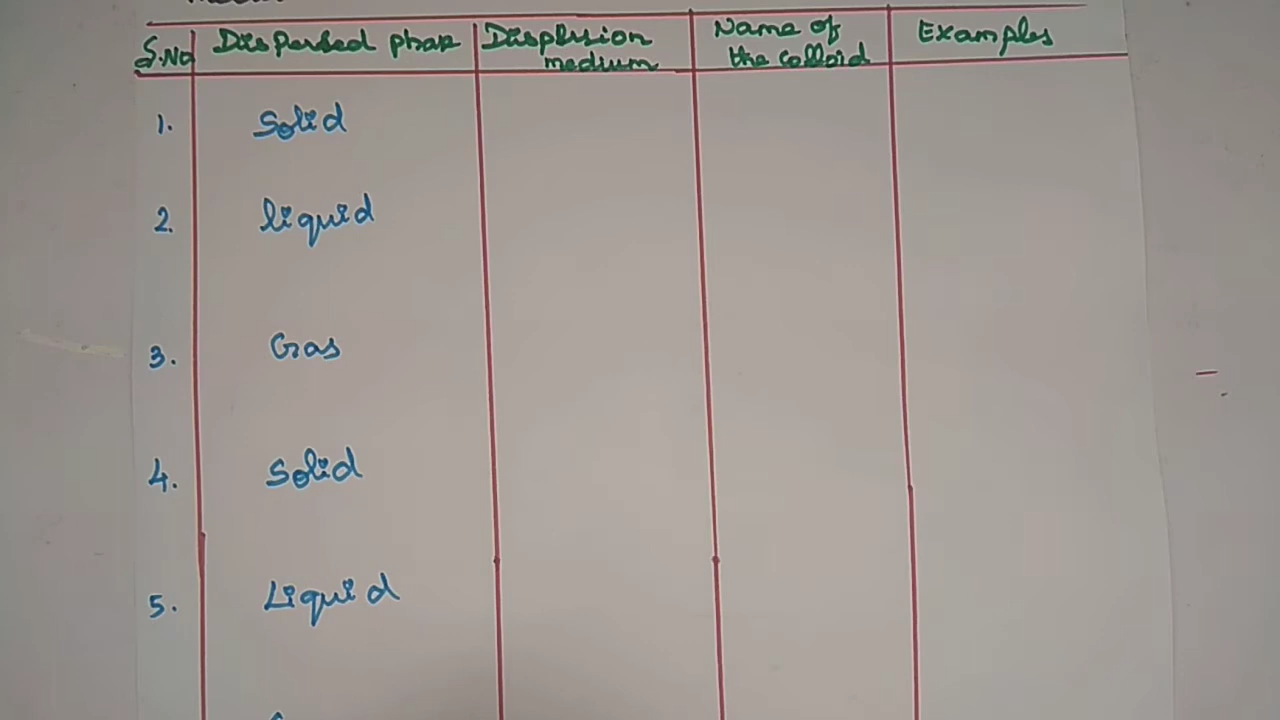 S.No Dispersed phase Dispersion medium Name of the colloid Examples
1. Solid
2. liquid
3. Gas
4. Solid
5. Liquid